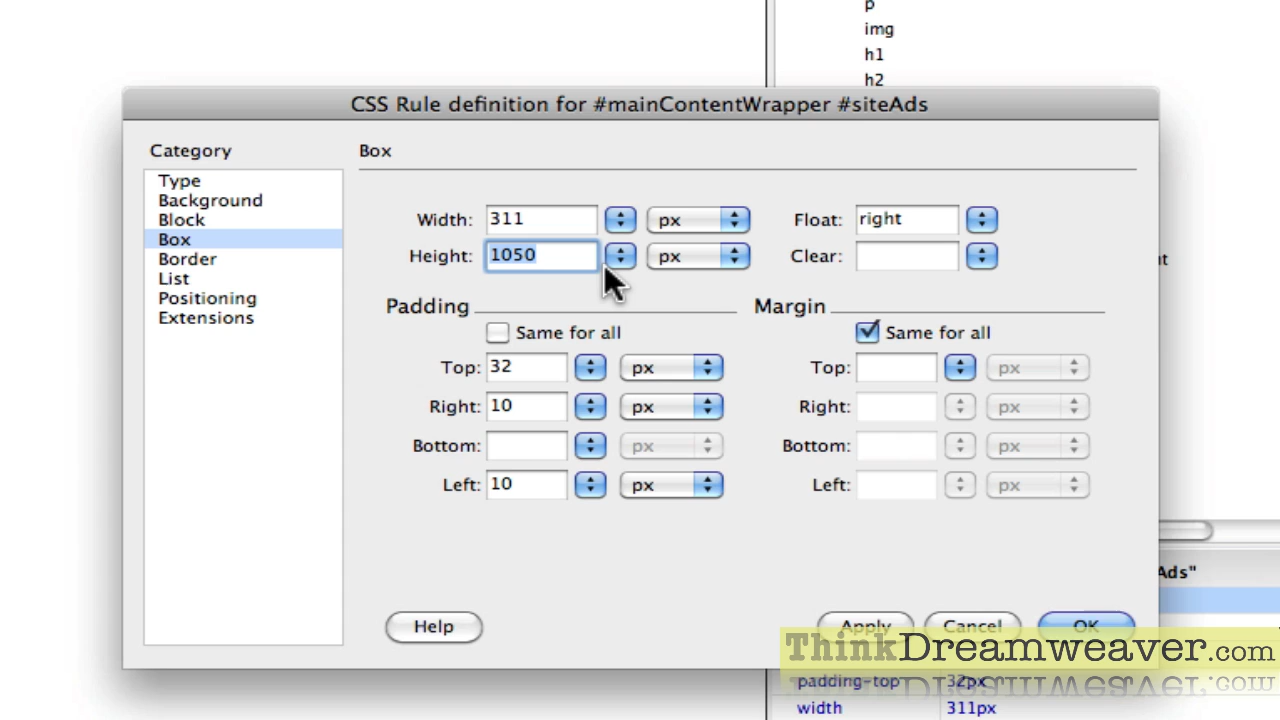 p
img
h1
h2
CSS Rule definition for #mainContentWrapper #siteAds
Category
Box
Type
Background
Block
Box
Border
List
Positioning
Extensions
Width: 311 px Float: right
Height: 1050 px Clear:
nt
Padding Margin
Same for all Same for all
Top: 32 px Top: px
Right: 10 px Right: px
Bottom: px Bottom: px
Left: 10 px Left: px
Ads"
Help Apply Cancel OK
ThinkDreamweaver.com
padding-top 32px
width 311px